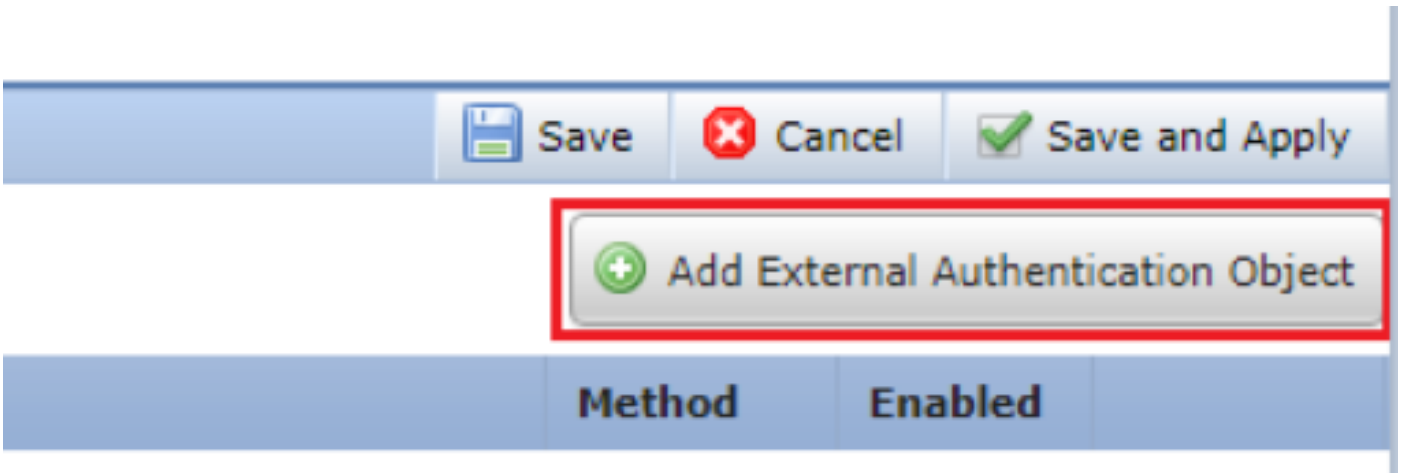 Save Cancel Save and Apply
Add External Authentication Object
Method Enabled